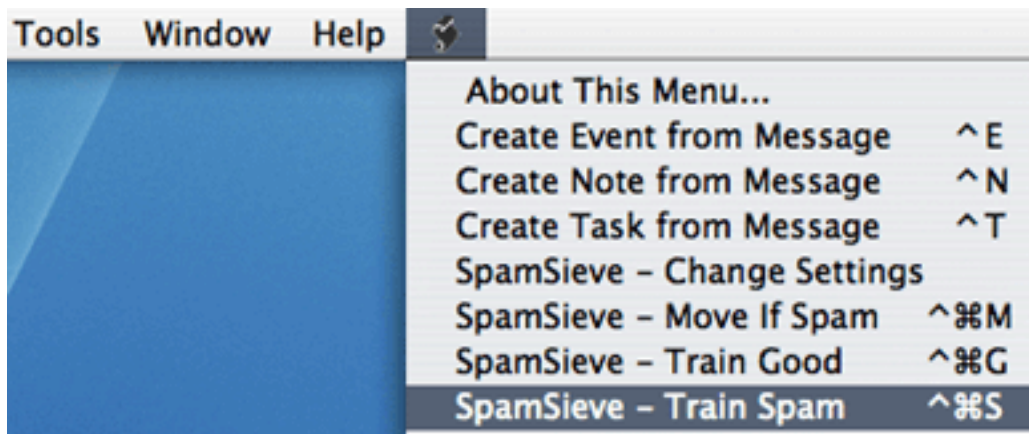 Tools Window Help
About This Menu...
Create Event from Message ^E
Create Note from Message ^N
Create Task from Message ^T
SpamSieve – Change Settings
SpamSieve – Move If Spam ^⌘M
SpamSieve – Train Good ^⌘G
SpamSieve – Train Spam ^⌘S